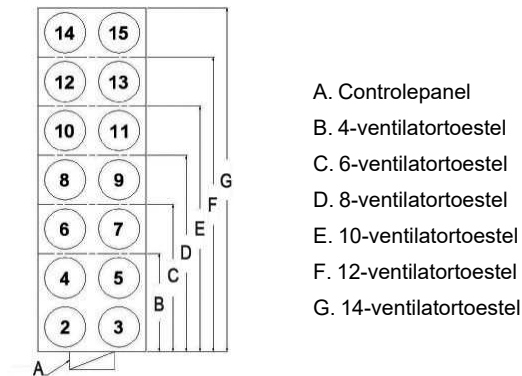 14 15
12 13
10 11
8 9
6 7
4 5
2 3
G
F
E
D
C
B
A
A. Controlepanel
B. 4-ventilatortoestel
C. 6-ventilatortoestel
D. 8-ventilatortoestel
E. 10-ventilatortoestel
F. 12-ventilatortoestel
G. 14-ventilatortoestel